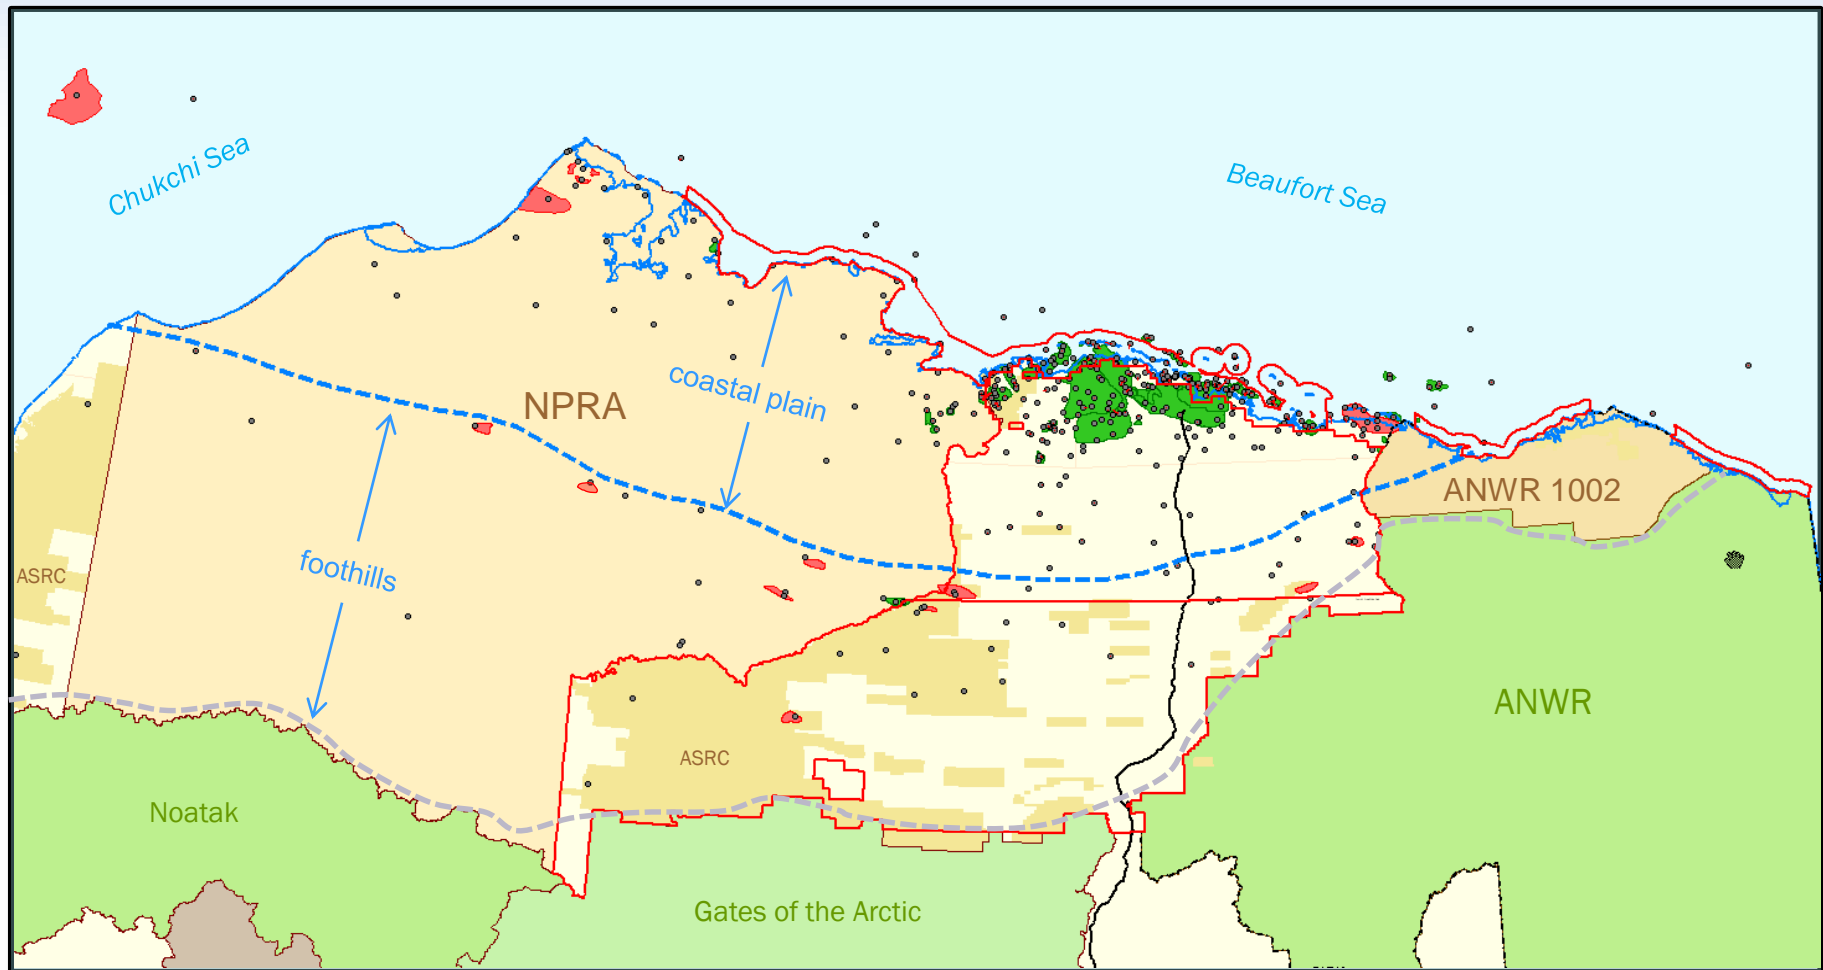 Chukchi Sea
Beaufort Sea
coastal plain
NPRA
ANWR 1002
foothills
ASRC
ANWR
ASRC
Noatak
Gates of the Arctic